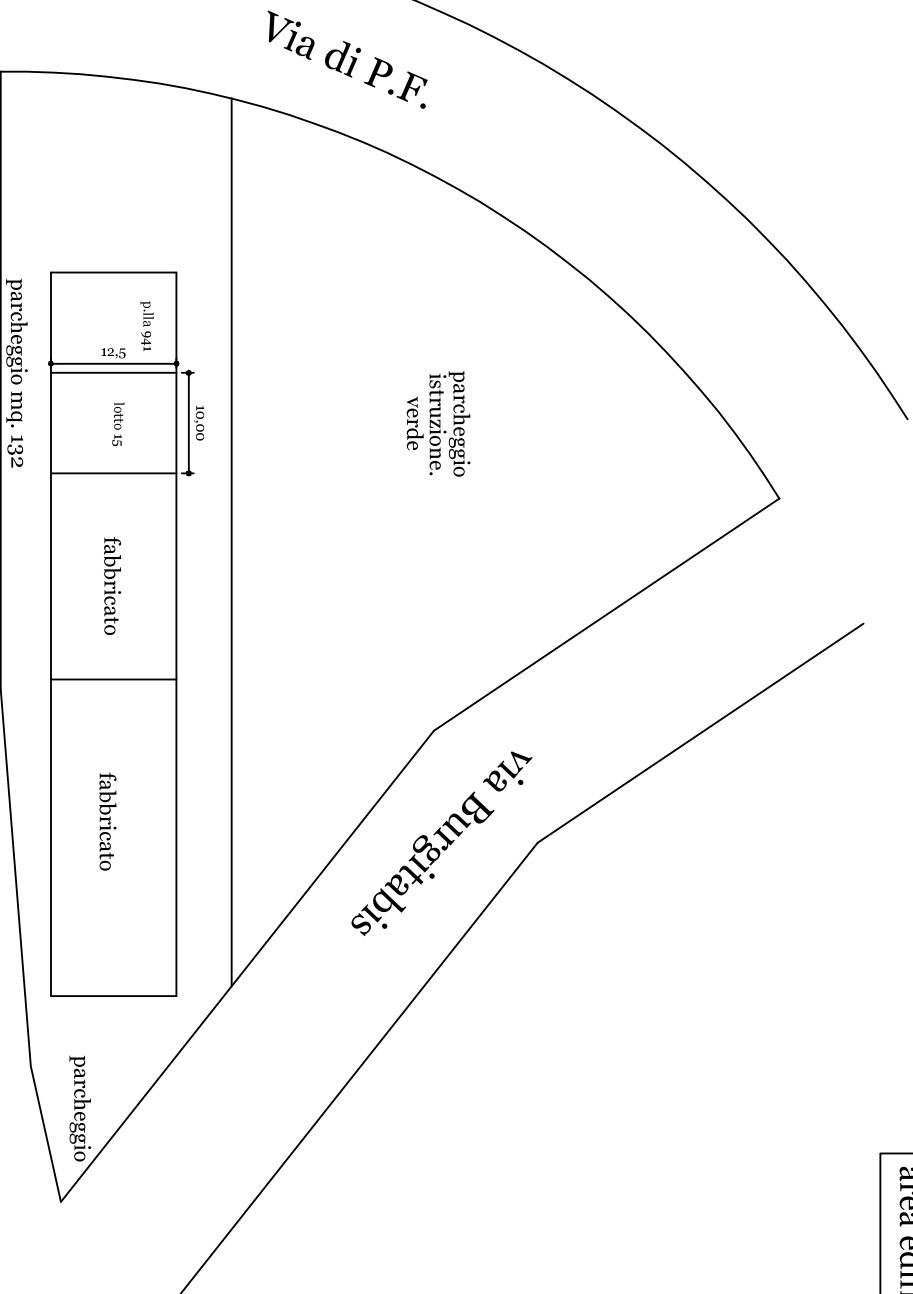 Via di P.F.
parcheggio mq. 132
p.lla 941
12,5
lotto 15
10,00
parcheggio
istruzione.
verde
fabbricato
fabbricato
via Burgitabis
parcheggio
area